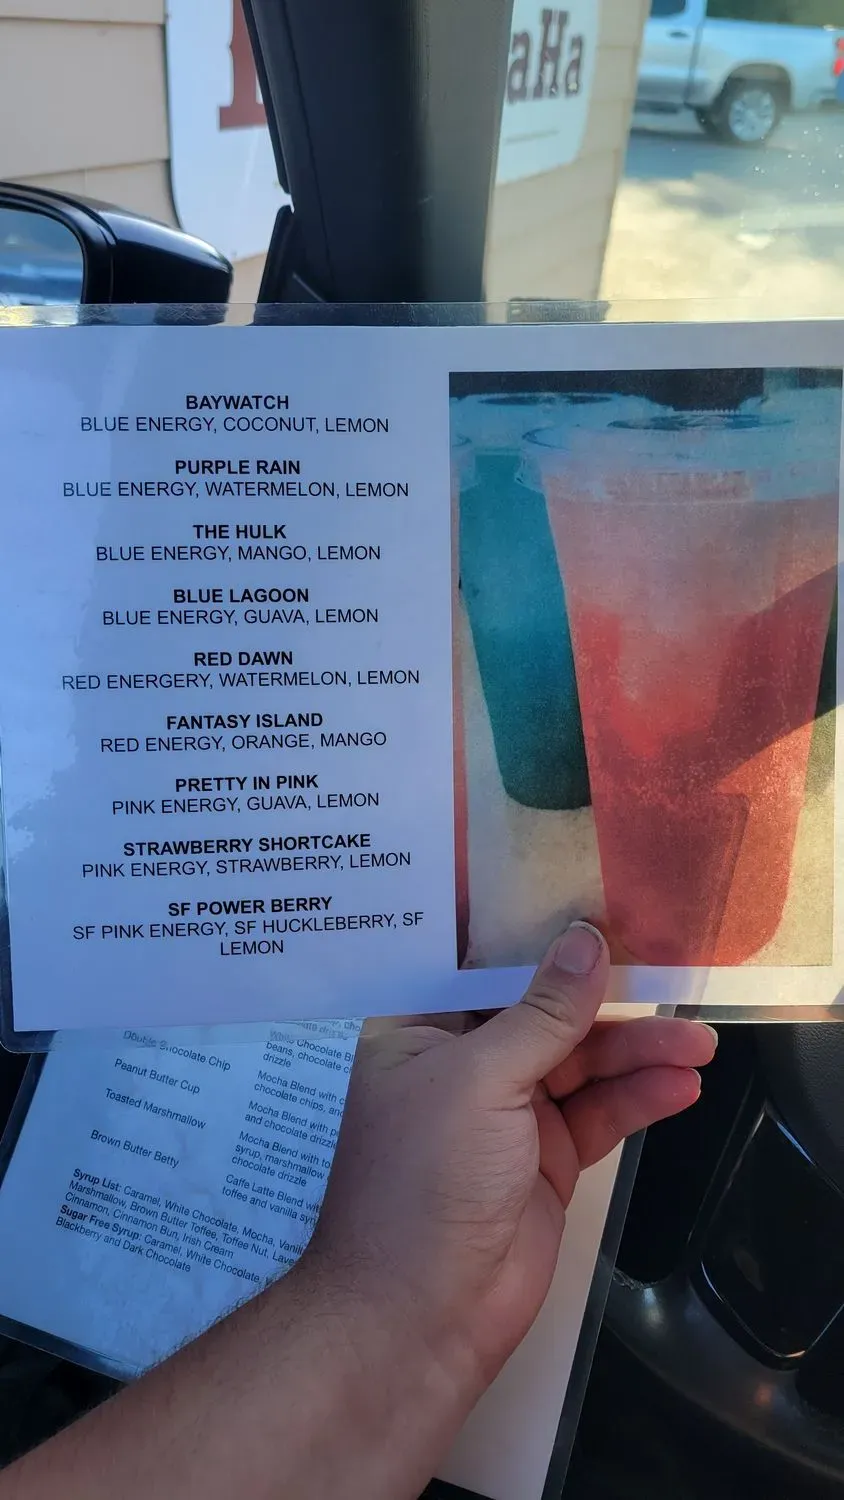 aHa
BAYWATCH
BLUE ENERGY, COCONUT, LEMON
PURPLE RAIN
BLUE ENERGY, WATERMELON, LEMON
THE HULK
BLUE ENERGY, MANGO, LEMON
BLUE LAGOON
BLUE ENERGY, GUAVA, LEMON
RED DAWN
RED ENERGERY, WATERMELON, LEMON
FANTASY ISLAND
RED ENERGY, ORANGE, MANGO
PRETTY IN PINK
PINK ENERGY, GUAVA, LEMON
STRAWBERRY SHORTCAKE
PINK ENERGY, STRAWBERRY, LEMON
SF POWER BERRY
SF PINK ENERGY, SF HUCKLEBERRY, SF
LEMON
Double Chocolate Chip
White Chocolate
beans, chocolate
drizzle
Peanut Butter Cup
Mocha Blend with
chocolate chips,
Toasted Marshmallow
Mocha Blend with
and chocolate
Brown Butter Betty
Mocha Blend with
syrup, marshmallow
chocolate drizzle
Caffe Latte Blend
toffee and vanilla
Syrup List: Caramel, White Chocolate, Mocha,
Marshmallow, Brown Butter Toffee, Toffee Nut,
Cinnamon, Cinnamon Bun, Irish Cream
Sugar Free Syrup: Caramel, White Chocolate,
Blackberry and Dark Chocolate